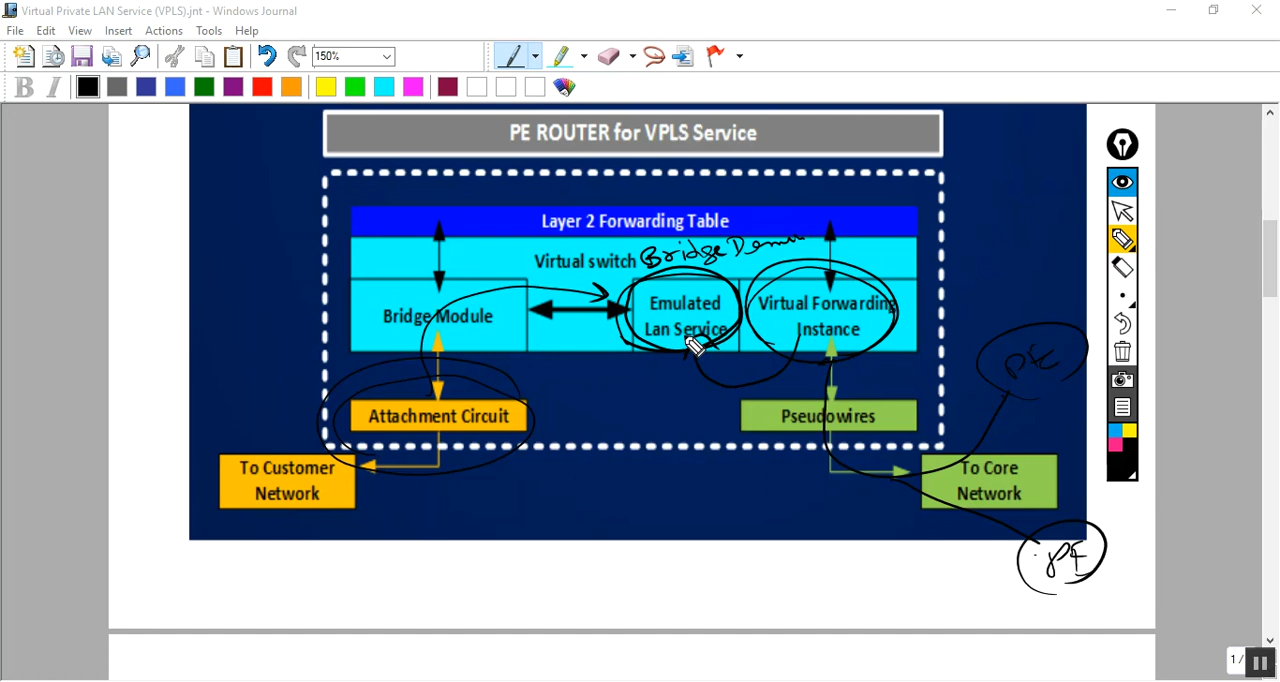 Virtual Private LAN Service (VPLS).jnt - Windows Journal
File Edit View Insert Actions Tools Help
150%
B I
PE ROUTER for VPLS Service
Layer 2 Forwarding Table
Virtual switch Bridge
Bridge Module
Emulated
Lan Service
Virtual Forwarding
Instance
Attachment Circuit
Pseudowires
To Customer
Network
To Core
Network
PE
PE
1 /